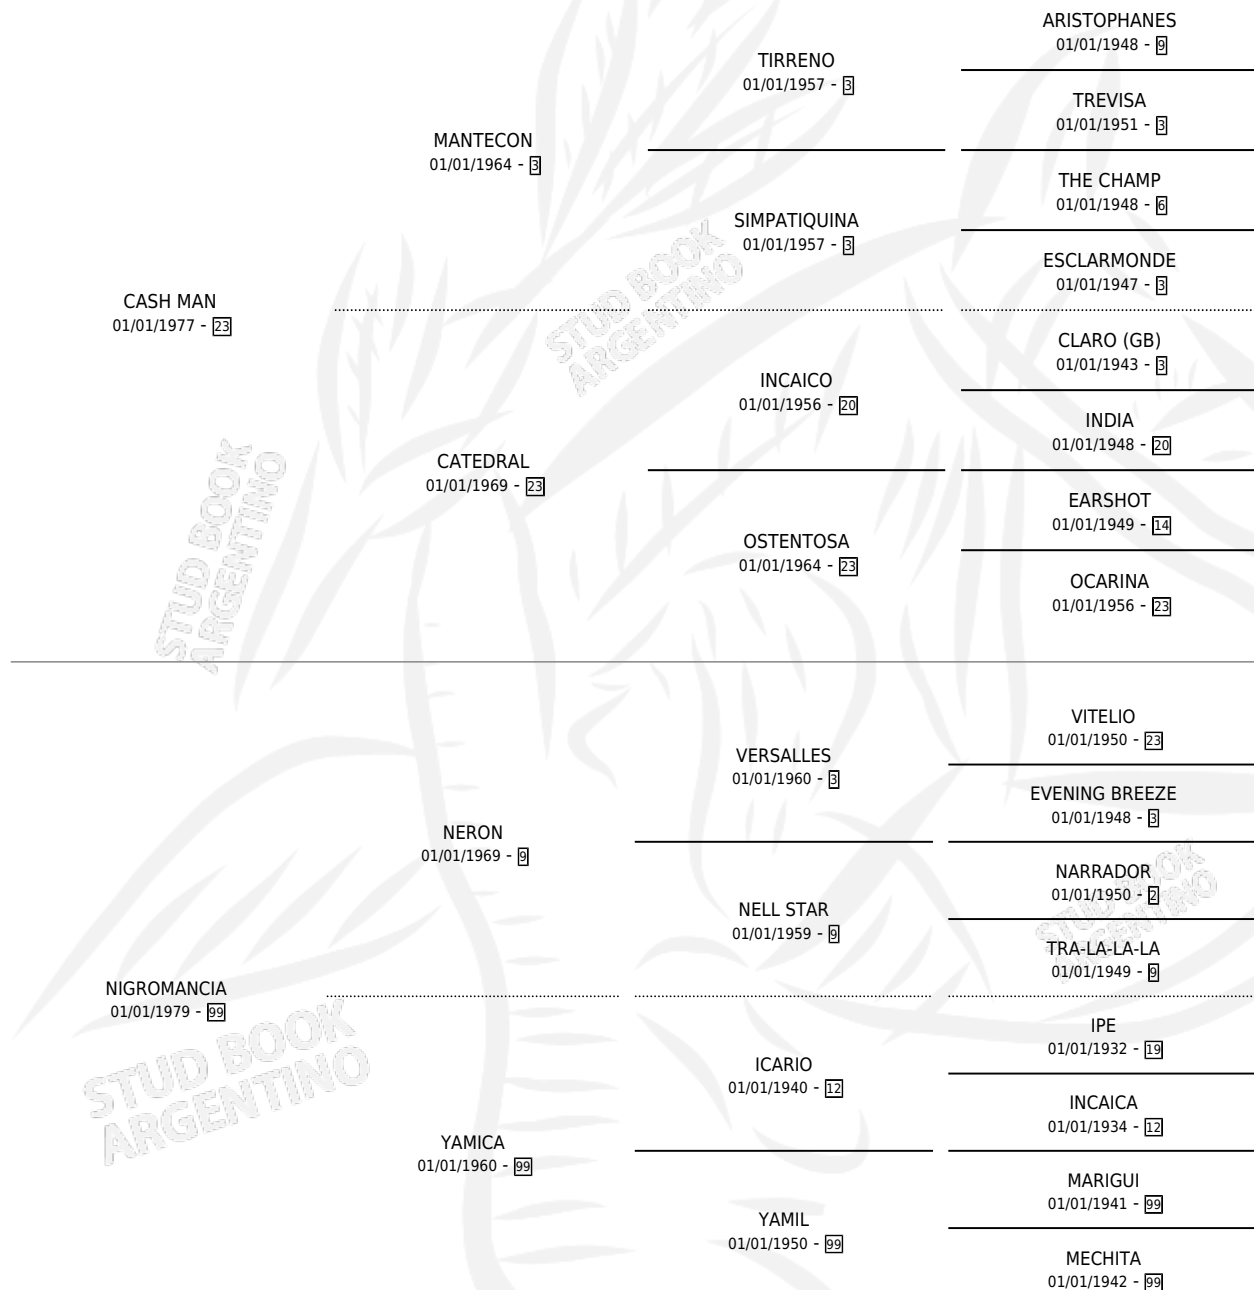 ARISTOPHANES
01/01/1948 - 9
TIRRENO
01/01/1957 - 3
TREVISA
01/01/1951 - 3
MANTECON
01/01/1964 - 3
THE CHAMP
01/01/1948 - 6
SIMPATIQUINA
01/01/1957 - 3
ESCLARMONDE
01/01/1947 - 3
CASH MAN
01/01/1977 - 23
CLARO (GB)
01/01/1943 - 3
INCAICO
01/01/1956 - 20
INDIA
01/01/1948 - 20
CATEDRAL
01/01/1969 - 23
EARSHOT
01/01/1949 - 14
OSTENTOSA
01/01/1964 - 23
OCARINA
01/01/1956 - 23
VITELIO
01/01/1950 - 23
VERSALLES
01/01/1960 - 3
EVENING BREEZE
01/01/1948 - 3
NERON
01/01/1969 - 9
NARRADOR
01/01/1950 - 2
NELL STAR
01/01/1959 - 9
TRA-LA-LA-LA
01/01/1949 - 9
NIGROMANCIA
01/01/1979 - 99
IPE
01/01/1932 - 19
ICARIO
01/01/1940 - 12
INCAICA
01/01/1934 - 12
YAMICA
01/01/1960 - 99
MARIGUI
01/01/1941 - 99
YAMIL
01/01/1950 - 99
MECHITA
01/01/1942 - 99
STUD BOOK
ARGENTINO
STUD BOOK
ARGENTINO
STUD BOOK
ARGENTINO
STUD BOOK
ARGENTINO